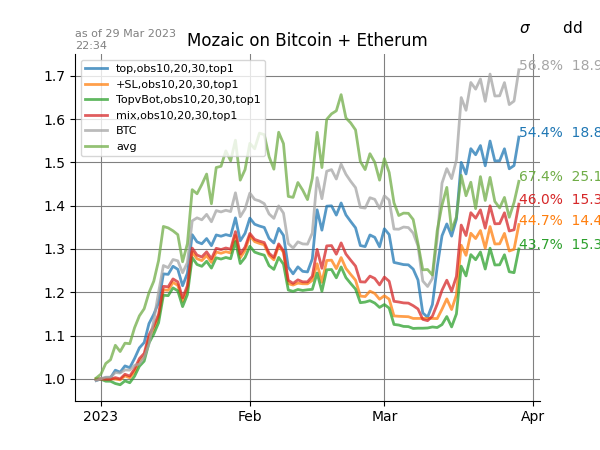 σ dd
as of 29 Mar 2023
22:34
Mozaic on Bitcoin + Etherum
56.8% 18.9
1.7
top,obs10,20,30,top1
+SL,obs10,20,30,top1
TopvBot,obs10,20,30,top1
mix,obs10,20,30,top1
BTC
avg
1.6
54.4% 18.8
1.5
67.4% 25.1
46.0% 15.3
1.4
44.7% 14.4
43.7% 15.3
1.3
1.2
1.1
1.0
2023 Feb Mar Apr